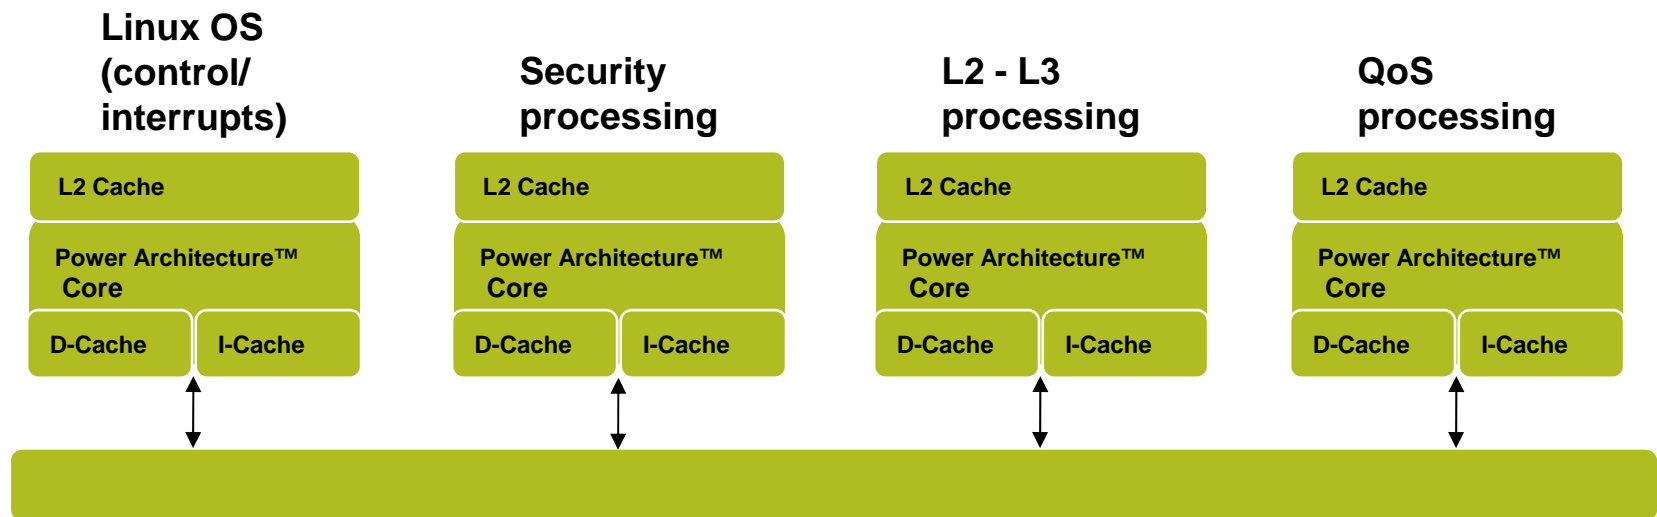 Linux OS
(control/
interrupts)
Security
processing
L2 - L3
processing
QoS
processing
L2 Cache
Power Architecture™
Core
D-Cache
I-Cache
L2 Cache
Power Architecture™
Core
D-Cache
I-Cache
L2 Cache
Power Architecture™
Core
D-Cache
I-Cache
L2 Cache
Power Architecture™
Core
D-Cache
I-Cache